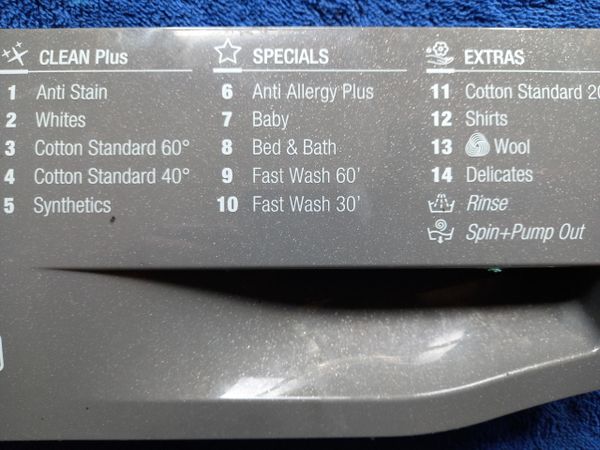 CLEAN Plus
1 Anti Stain
2 Whites
3 Cotton Standard 60°
4 Cotton Standard 40°
5 Synthetics
SPECIALS
6 Anti Allergy Plus
7 Baby
8 Bed & Bath
9 Fast Wash 60'
10 Fast Wash 30'
EXTRAS
11 Cotton Standard
12 Shirts
13 Wool
14 Delicates
Rinse
Spin+Pump Out